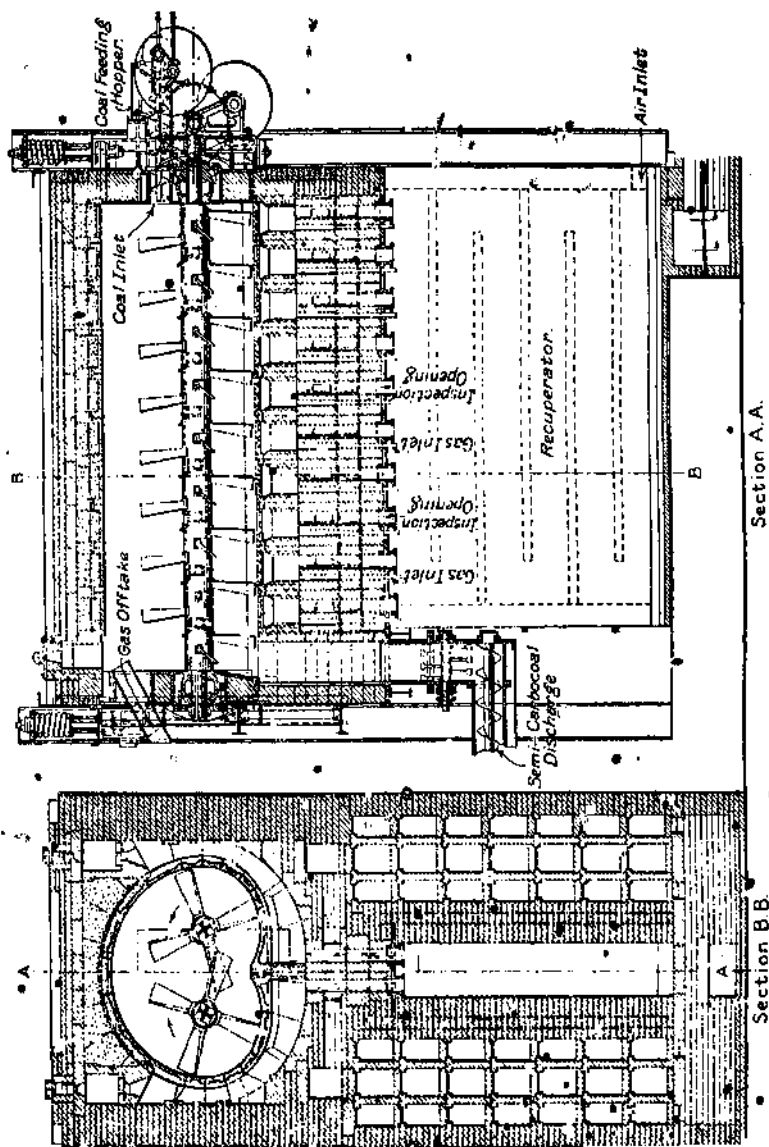 Coal Feeding
Hopper.
Coal Inlet
Gas Offtake
Air Inlet
Inspection
Opening
Gas Inlet
Inspection
Opening
Gas Inlet
Recuperator
Semi-Carbocoal
Discharge
B
B
Section A.A.
A
A
Section B.B.